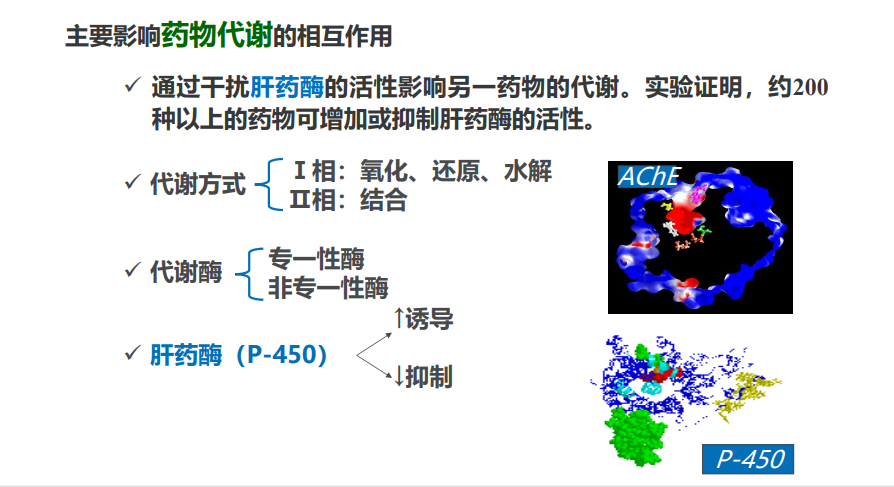 主要影响药物代谢的相互作用
✓ 通过干扰肝药酶的活性影响另一药物的代谢。实验证明，约200
种以上的药物可增加或抑制肝药酶的活性。
✓ 代谢方式
Ⅰ相：氧化、还原、水解
Ⅱ相：结合
AChE
✓ 代谢酶
专一性酶
非专一性酶
✓ 肝药酶（P-450）
↑诱导
↓抑制
P-450